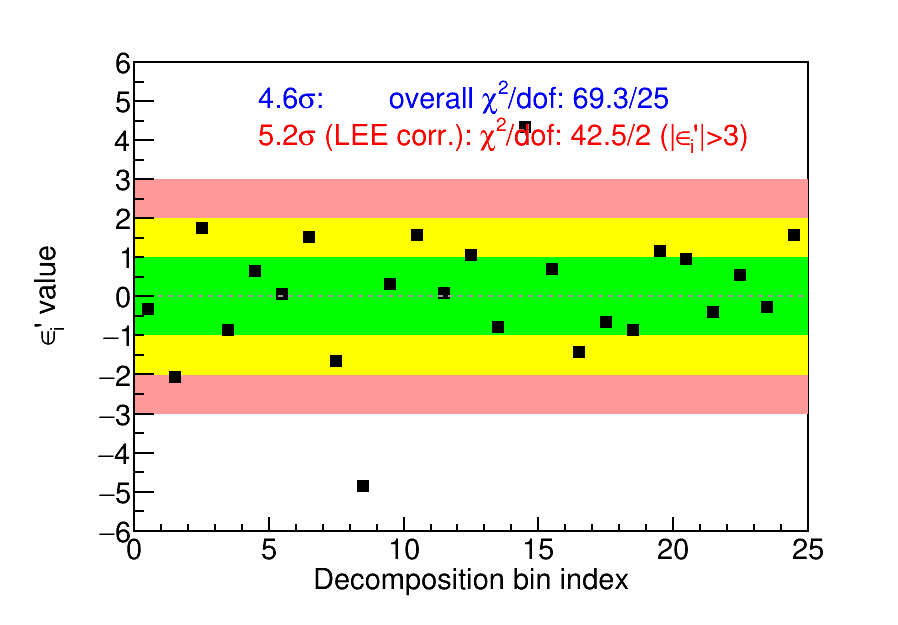 6
5
4
3
2
1
0
−1
−2
−3
−4
−5
−6
4.6σ: overall χ²/dof: 69.3/25
5.2σ (LEE corr.): χ²/dof: 42.5/2 (|ϵᵢ'|>3)
ϵᵢ' value
0 5 10 15 20 25
Decomposition bin index